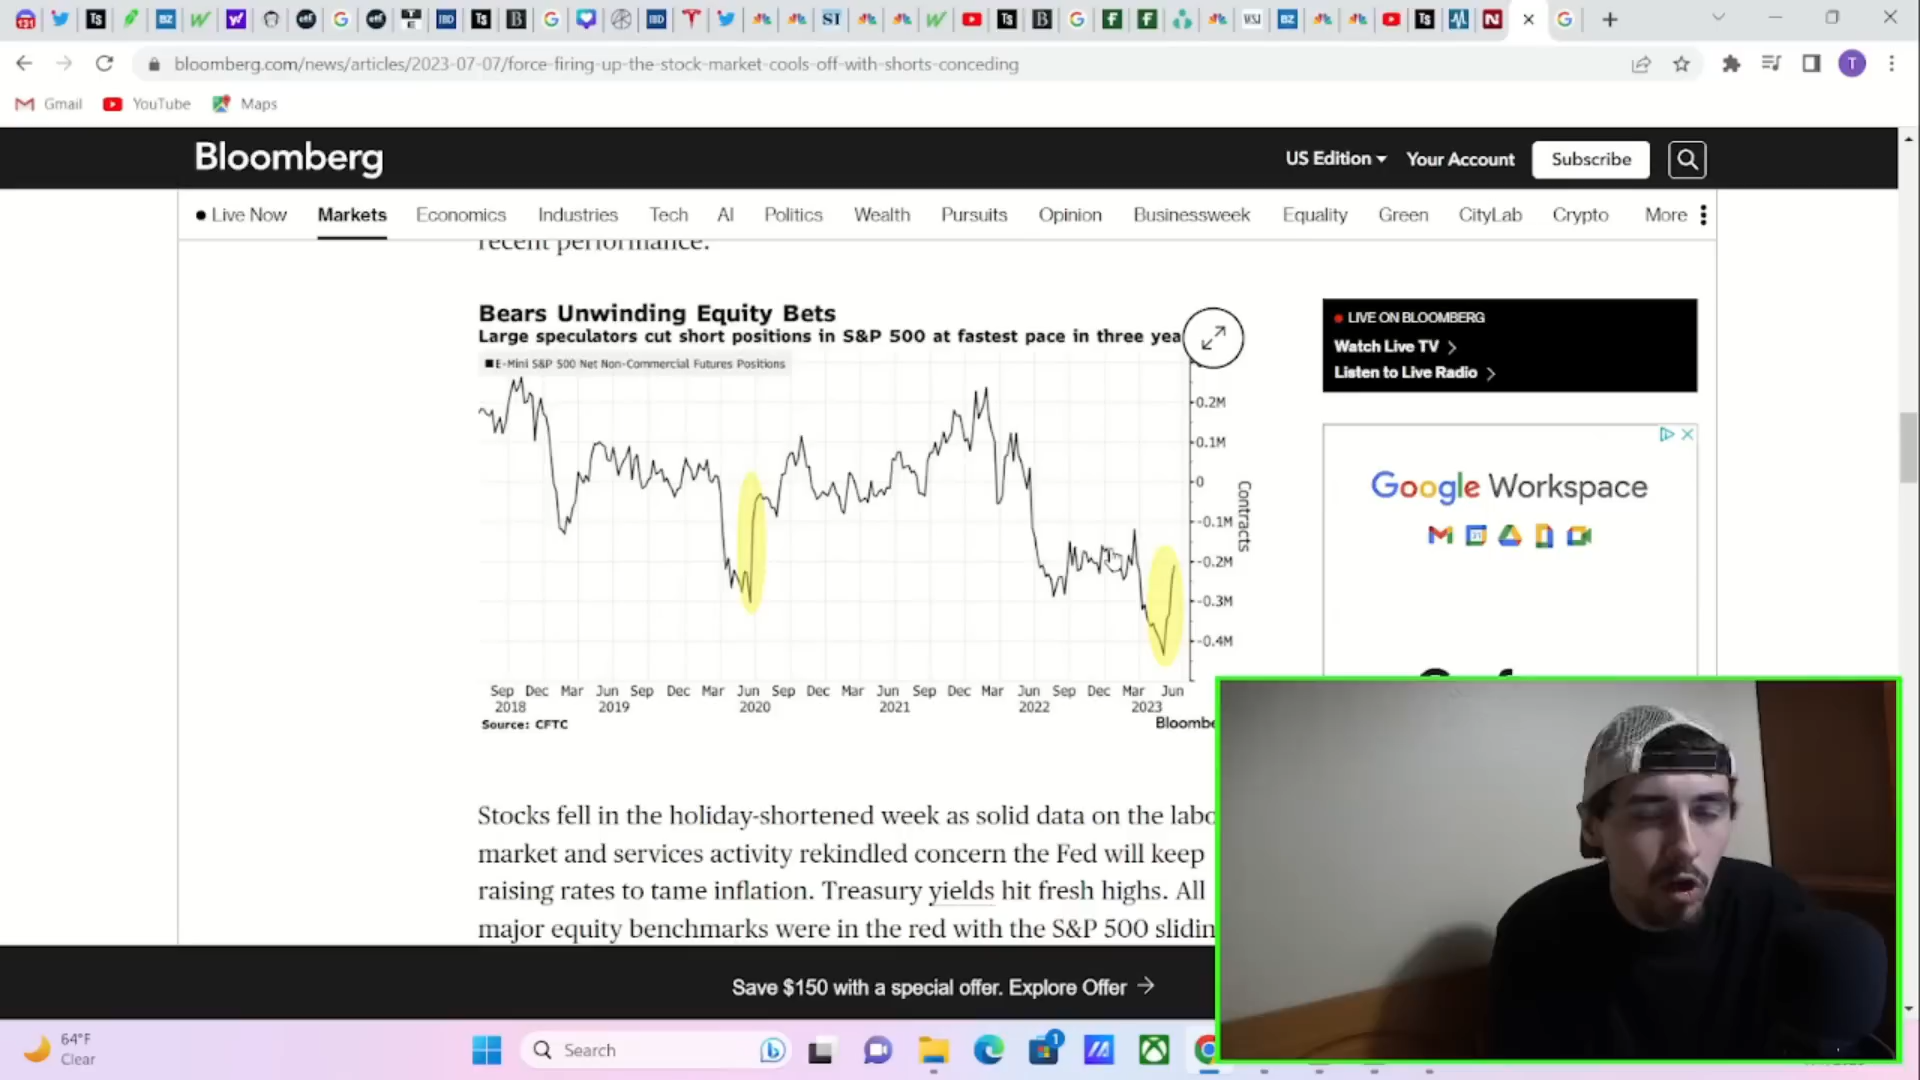 bloomberg.com/news/articles/2023-07-07/force-firing-up-the-stock-market-cools-off-with-shorts-conceding
T
Gmail YouTube Maps
Bloomberg
US Edition Your Account Subscribe
Live Now Markets Economics Industries Tech AI Politics Wealth Pursuits Opinion Businessweek Equality Green CityLab Crypto More
recent performance.
Bears Unwinding Equity Bets
Large speculators cut short positions in S&P 500 at fastest pace in three yea
E-Mini S&P 500 Net Non-Commercial Futures Positions
0.2M
0.1M
0
-0.1M
-0.2M
-0.3M
-0.4M
Contracts
Sep Dec Mar Jun Sep Dec Mar Jun Sep Dec Mar Jun Sep Dec Mar Jun Sep Dec Mar Jun
2018 2019 2020 2021 2022 2023
Source: CFTC Bloombe
LIVE ON BLOOMBERG
Watch Live TV
Listen to Live Radio
Google Workspace
Stocks fell in the holiday-shortened week as solid data on the labo
market and services activity rekindled concern the Fed will keep
raising rates to tame inflation. Treasury yields hit fresh highs. All
major equity benchmarks were in the red with the S&P 500 slidin
Save $150 with a special offer. Explore Offer
64°F
Clear
Search
1